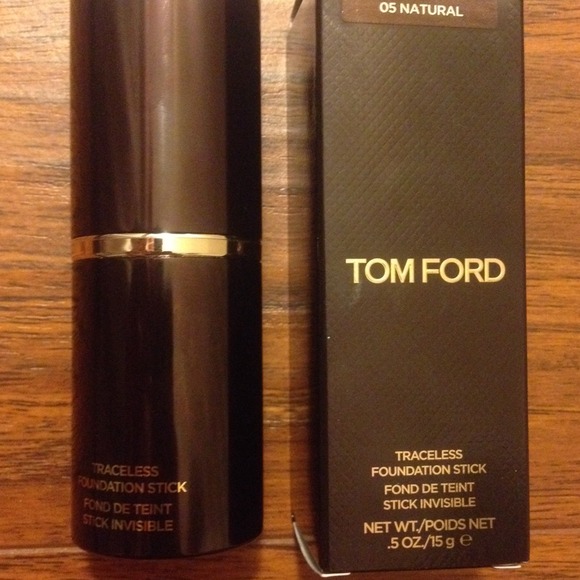 TRACELESS
FOUNDATION STICK
FOND DE TEINT
STICK INVISIBLE
05 NATURAL
TOM FORD
TRACELESS
FOUNDATION STICK
FOND DE TEINT
STICK INVISIBLE
NET WT./POIDS NET
.5 OZ./15 g ℮